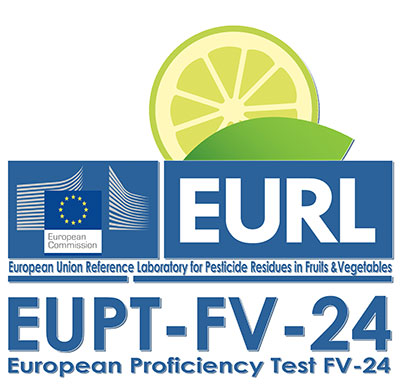 European
Commission
EURL
European Union Reference Laboratory for Pesticide Residues in Fruits &Vegetables
EUPT-FV-24
European Proficiency Test FV-24